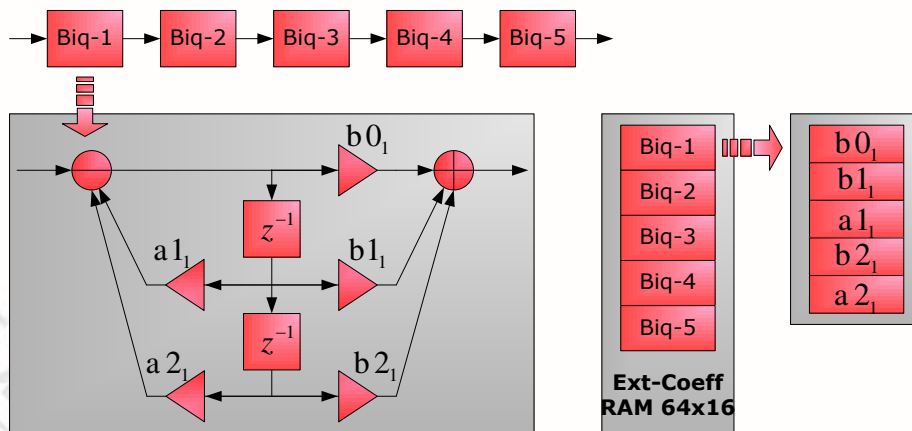 Biq-1 Biq-2 Biq-3 Biq-4 Biq-5
b0₁
z⁻¹
a1₁ b1₁
z⁻¹
a2₁ b2₁
Biq-1
Biq-2
Biq-3
Biq-4
Biq-5
Ext-Coeff
RAM 64x16
b0₁
b1₁
a1₁
b2₁
a2₁